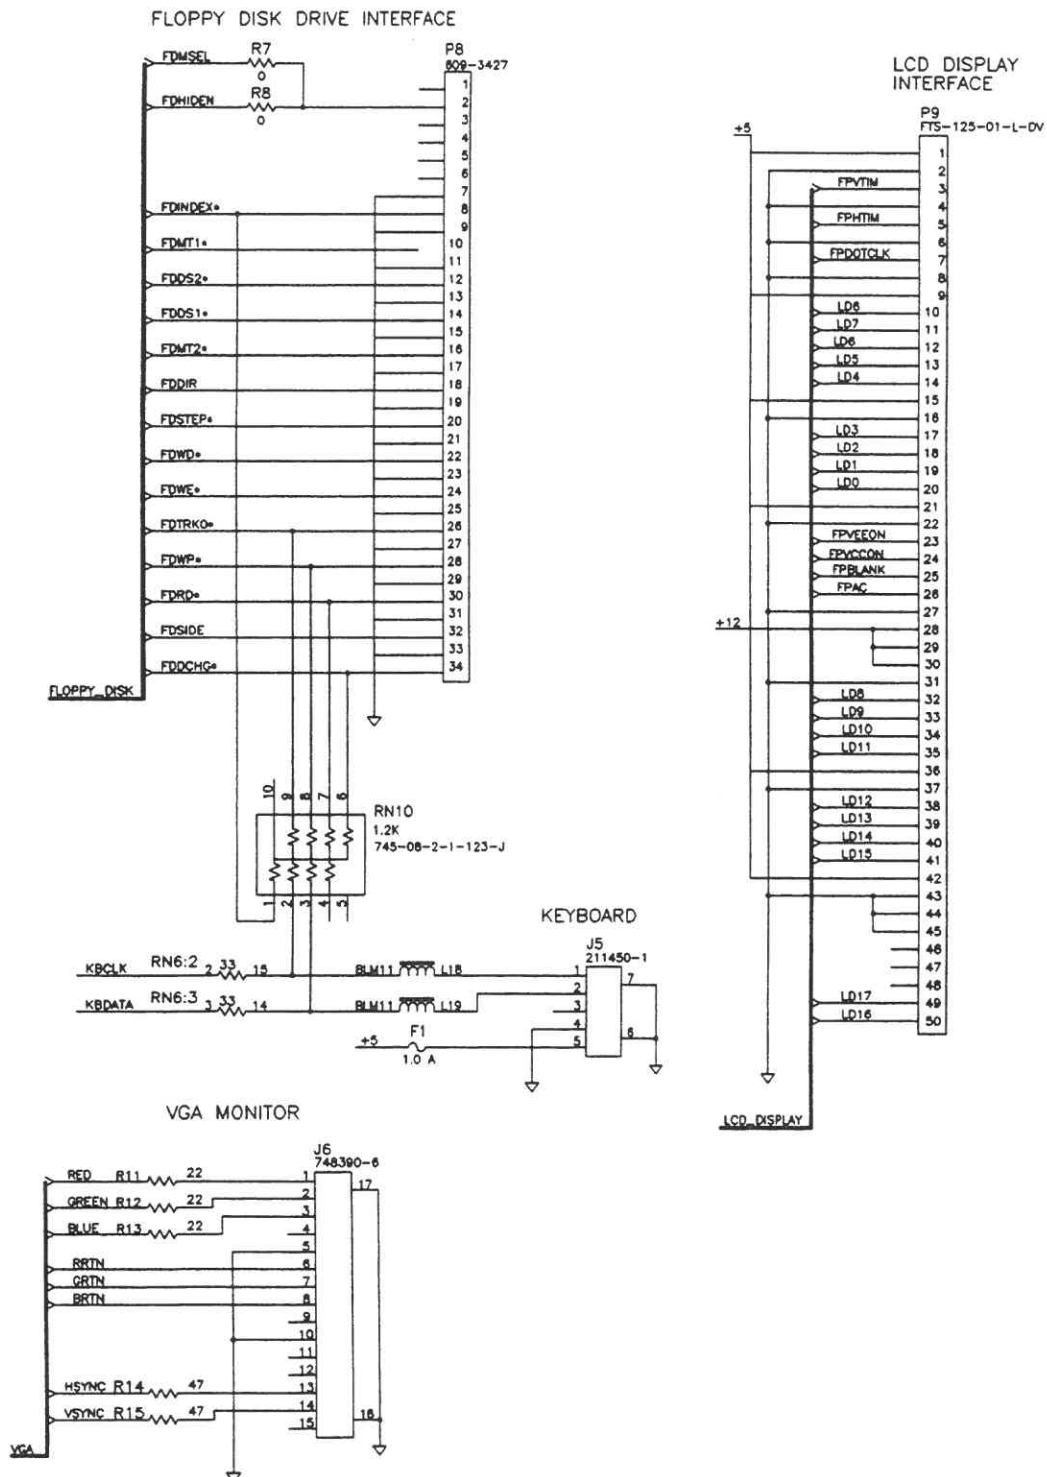 FLOPPY DISK DRIVE INTERFACE
P8
609-3427
FDMSEL
R7
0
FDHIDEN
R8
0
FDINDEX*
FDMT1*
FDDS2*
FDDS1*
FDMT2*
FDDIR
FDSTEP*
FDWD*
FDWE*
FDTRK0*
FDWP*
FDRD*
FDSIDE
FDDCHG*
FLOPPY_DISK
1
2
3
4
5
6
7
8
9
10
11
12
13
14
15
16
17
18
19
20
21
22
23
24
25
26
27
28
29
30
31
32
33
34
10
9
8
7
6
RN10
1.2K
745-08-2-1-123-J
1
2
3
4
5
LCD DISPLAY
INTERFACE
P9
FTS-125-01-L-DV
+5
1
2
FPVTIM 3
4
FPHTIM 5
6
FPDOTCLK 7
8
9
LD6 10
LD7 11
LD6 12
LD5 13
LD4 14
15
16
LD3 17
LD2 18
LD1 19
LD0 20
21
22
FPVEEON 23
FPVCCON 24
FPBLANK 25
FPAC 26
27
+12
28
29
30
31
LD8 32
LD9 33
LD10 34
LD11 35
36
37
LD12 38
LD13 39
LD14 40
LD15 41
42
43
44
45
46
47
48
LD17 49
LD16 50
LCD_DISPLAY
KEYBOARD
J5
211450-1
KBCLK RN6:2 2 33 15 BLM11 L18 1
KBDATA RN6:3 3 33 14 BLM11 L19 2
3
4
+5 F1 5
1.0 A
7
6
VGA MONITOR
J6
748390-6
RED R11 22 1
GREEN R12 22 2
BLUE R13 22 3
4
5
RRTN 6
GRTN 7
BRTN 8
9
10
11
12
HSYNC R14 47 13
VSYNC R15 47 14
15
17
16
VGA